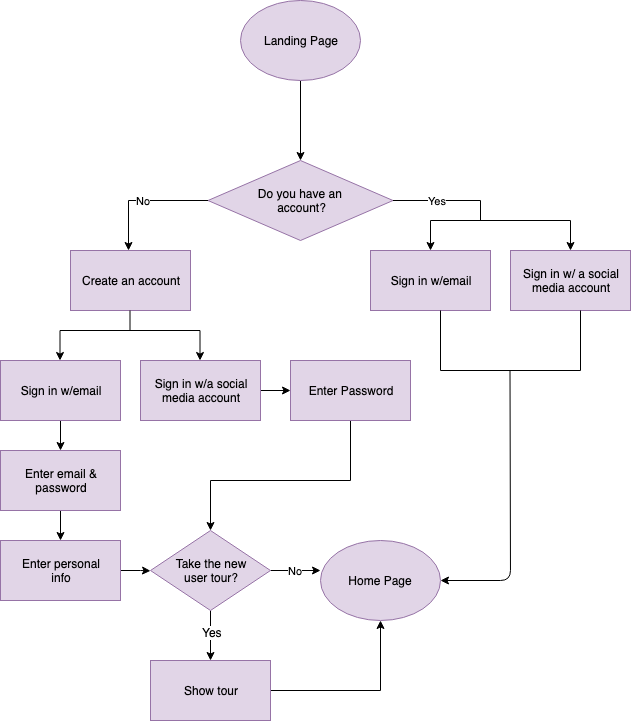 Landing Page
Do you have an
account?
No
Yes
Create an account
Sign in w/email
Sign in w/ a social
media account
Sign in w/email
Sign in w/a social
media account
Enter Password
Enter email &
password
Enter personal
info
Take the new
user tour?
No
Home Page
Yes
Show tour